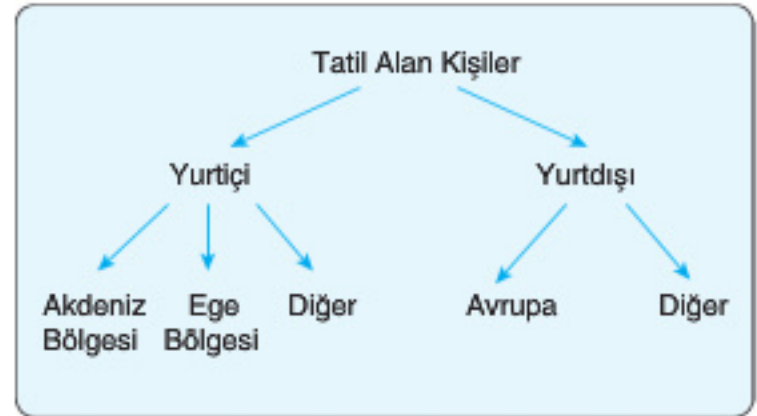 Tatil Alan Kişiler
Yurtiçi
Yurtdışı
Akdeniz
Bölgesi
Ege
Bölgesi
Diğer
Avrupa
Diğer